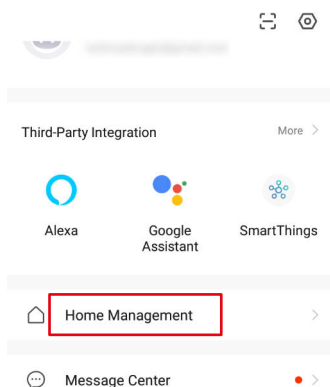 Third-Party Integration
More
Alexa
Google
Assistant
SmartThings
Home Management
Message Center